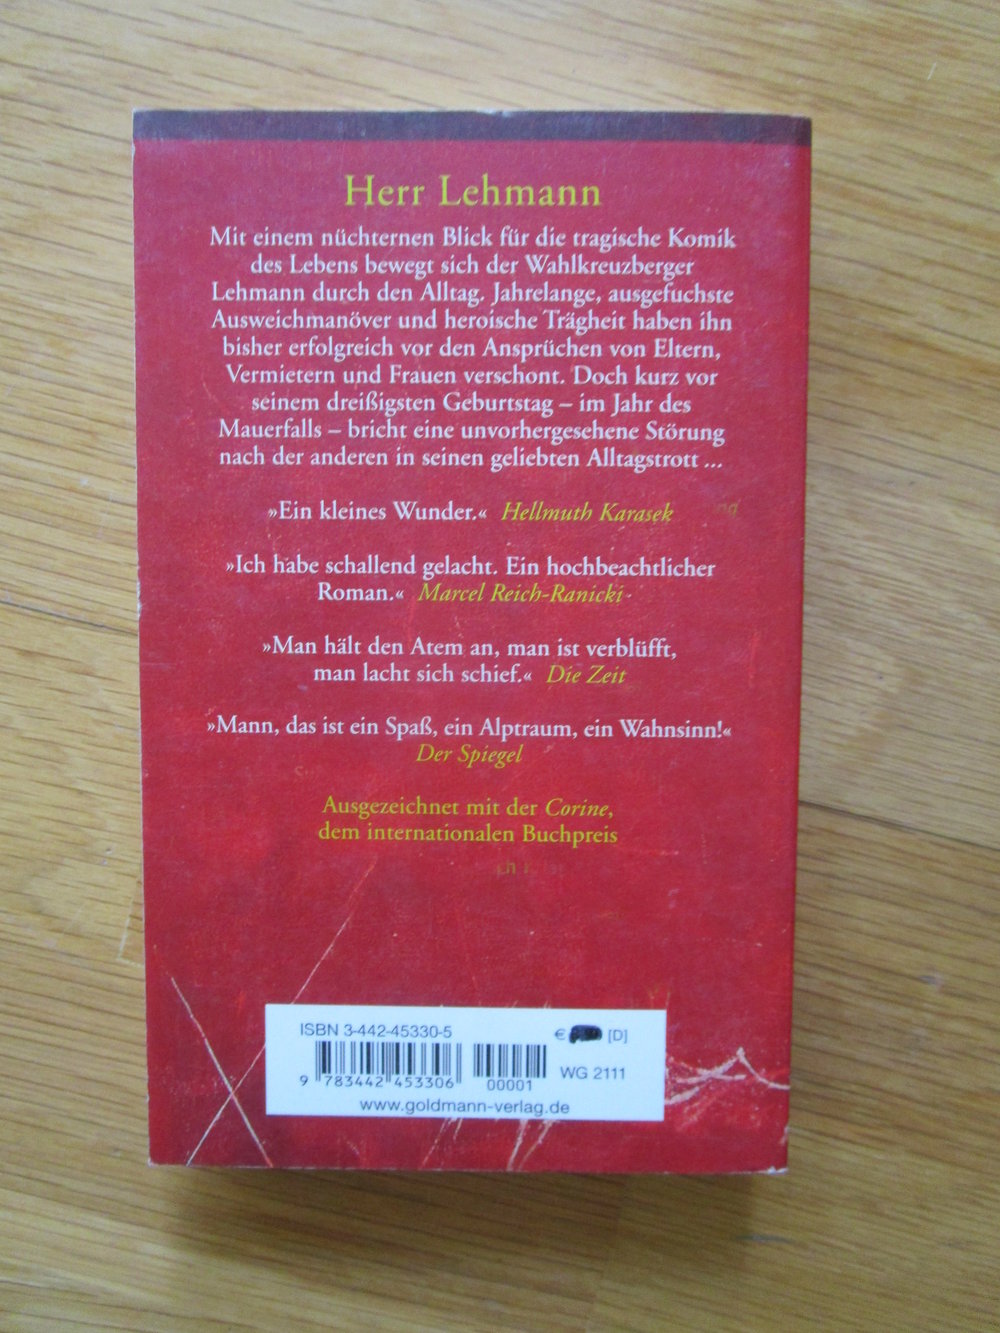 Herr Lehmann
Mit einem nüchternen Blick für die tragische Komik
des Lebens bewegt sich der Wahlkreuzberger
Lehmann durch den Alltag. Jahrelange, ausgefuchste
Ausweichmanöver und heroische Trägheit haben ihn
bisher erfolgreich vor den Ansprüchen von Eltern,
Vermietern und Frauen verschont. Doch kurz vor
seinem dreißigsten Geburtstag – im Jahr des
Mauerfalls – bricht eine unvorhergesehene Störung
nach der anderen in seinen geliebten Alltagstrott ...
»Ein kleines Wunder.« Hellmuth Karasek
»Ich habe schallend gelacht. Ein hochbeachtlicher
Roman.« Marcel Reich-Ranicki
»Man hält den Atem an, man ist verblüfft,
man lacht sich schief.« Die Zeit
»Mann, das ist ein Spaß, ein Alptraum, ein Wahnsinn!«
Der Spiegel
Ausgezeichnet mit der Corine,
dem internationalen Buchpreis
ISBN 3-442-45330-5 € [D]
9 783442 453306 00001 WG 2111
www.goldmann-verlag.de